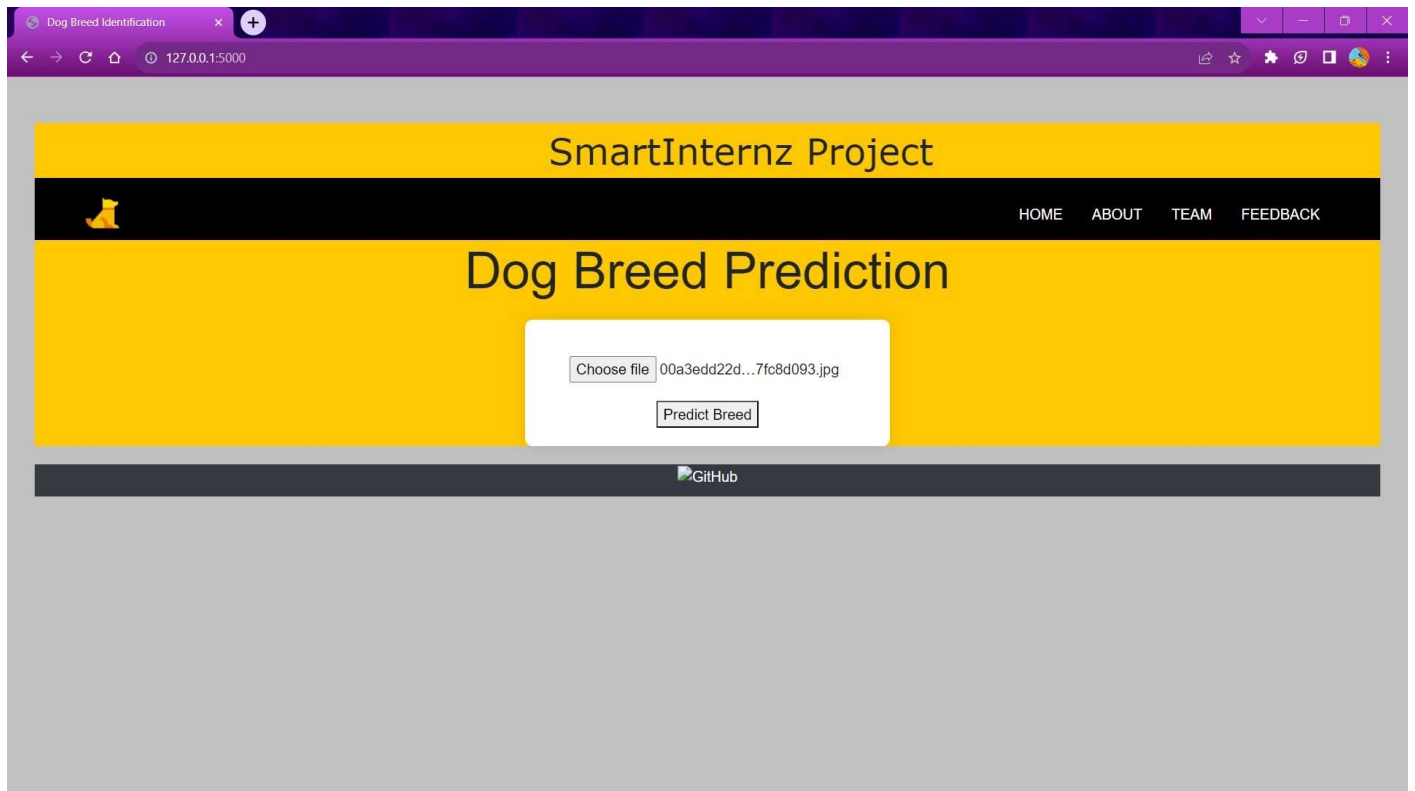 Dog Breed Identification
127.0.0.1:5000
SmartInternz Project
HOME ABOUT TEAM FEEDBACK
Dog Breed Prediction
Choose file 00a3edd22d...7fc8d093.jpg
Predict Breed
GitHub